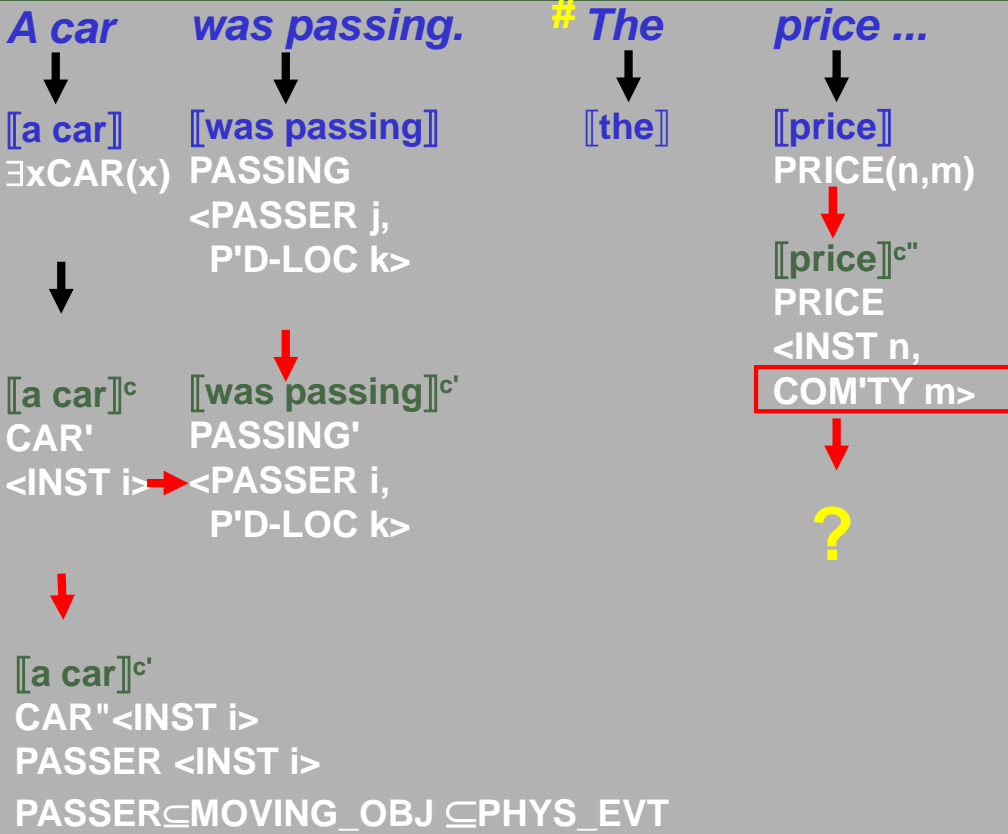 A car was passing. # The price ...
⟦a car⟧ ⟦was passing⟧ ⟦the⟧ ⟦price⟧
∃xCAR(x) PASSING PRICE(n,m)
<PASSER j,
P'D-LOC k>
⟦price⟧c"
PRICE
<INST n,
COM'TY m>
⟦a car⟧c ⟦was passing⟧c'
CAR' PASSING'
<INST i> <PASSER i,
P'D-LOC k>
?
⟦a car⟧c'
CAR"<INST i>
PASSER <INST i>
PASSER⊆MOVING_OBJ ⊆PHYS_EVT